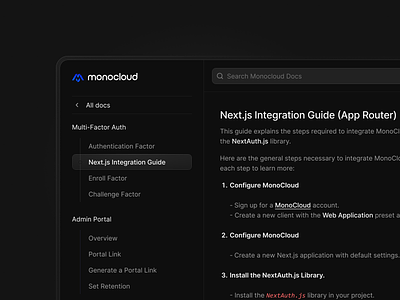 monocloud
Search Monocloud Docs
All docs
Multi-Factor Auth
Authentication Factor
Next.js Integration Guide
Enroll Factor
Challenge Factor
Admin Portal
Overview
Portal Link
Generate a Portal Link
Set Retention
Next.js Integration Guide (App Router)
This guide explains the steps required to integrate MonoClo
the NextAuth.js library.
Here are the general steps necessary to integrate MonoClo
each step to learn more:
1. Configure MonoCloud
- Sign up for a MonoCloud account.
- Create a new client with the Web Application preset a
2. Configure MonoCloud
- Create a new Next.js application with default settings.
3. Install the NextAuth.js Library.
- Install the NextAuth.js library in your project.